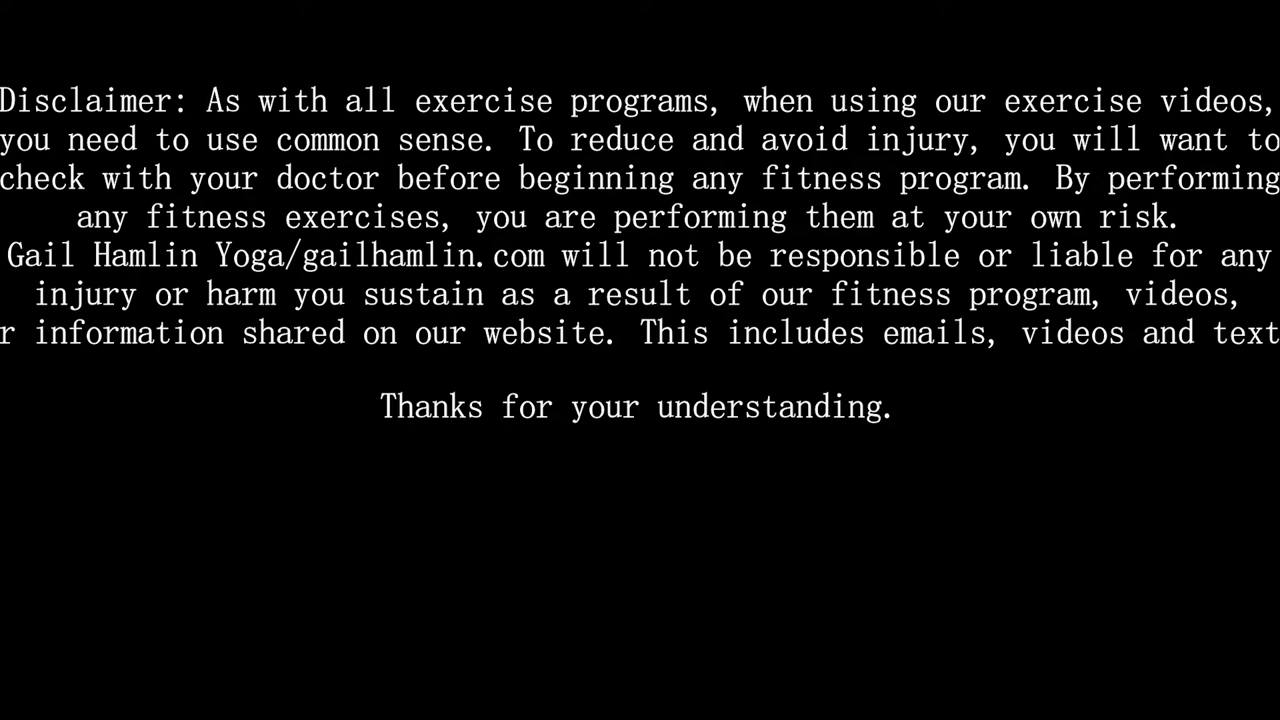 Disclaimer: As with all exercise programs, when using our exercise videos,
you need to use common sense. To reduce and avoid injury, you will want to
check with your doctor before beginning any fitness program. By performing
any fitness exercises, you are performing them at your own risk.
Gail Hamlin Yoga/gailhamlin.com will not be responsible or liable for any
injury or harm you sustain as a result of our fitness program, videos,
r information shared on our website. This includes emails, videos and text
Thanks for your understanding.